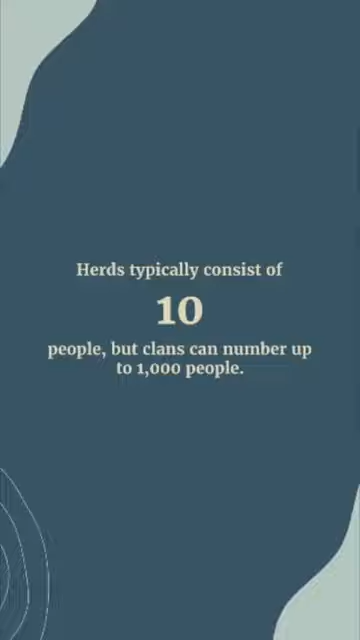 Herds typically consist of
10
people, but clans can number up
to 1,000 people.